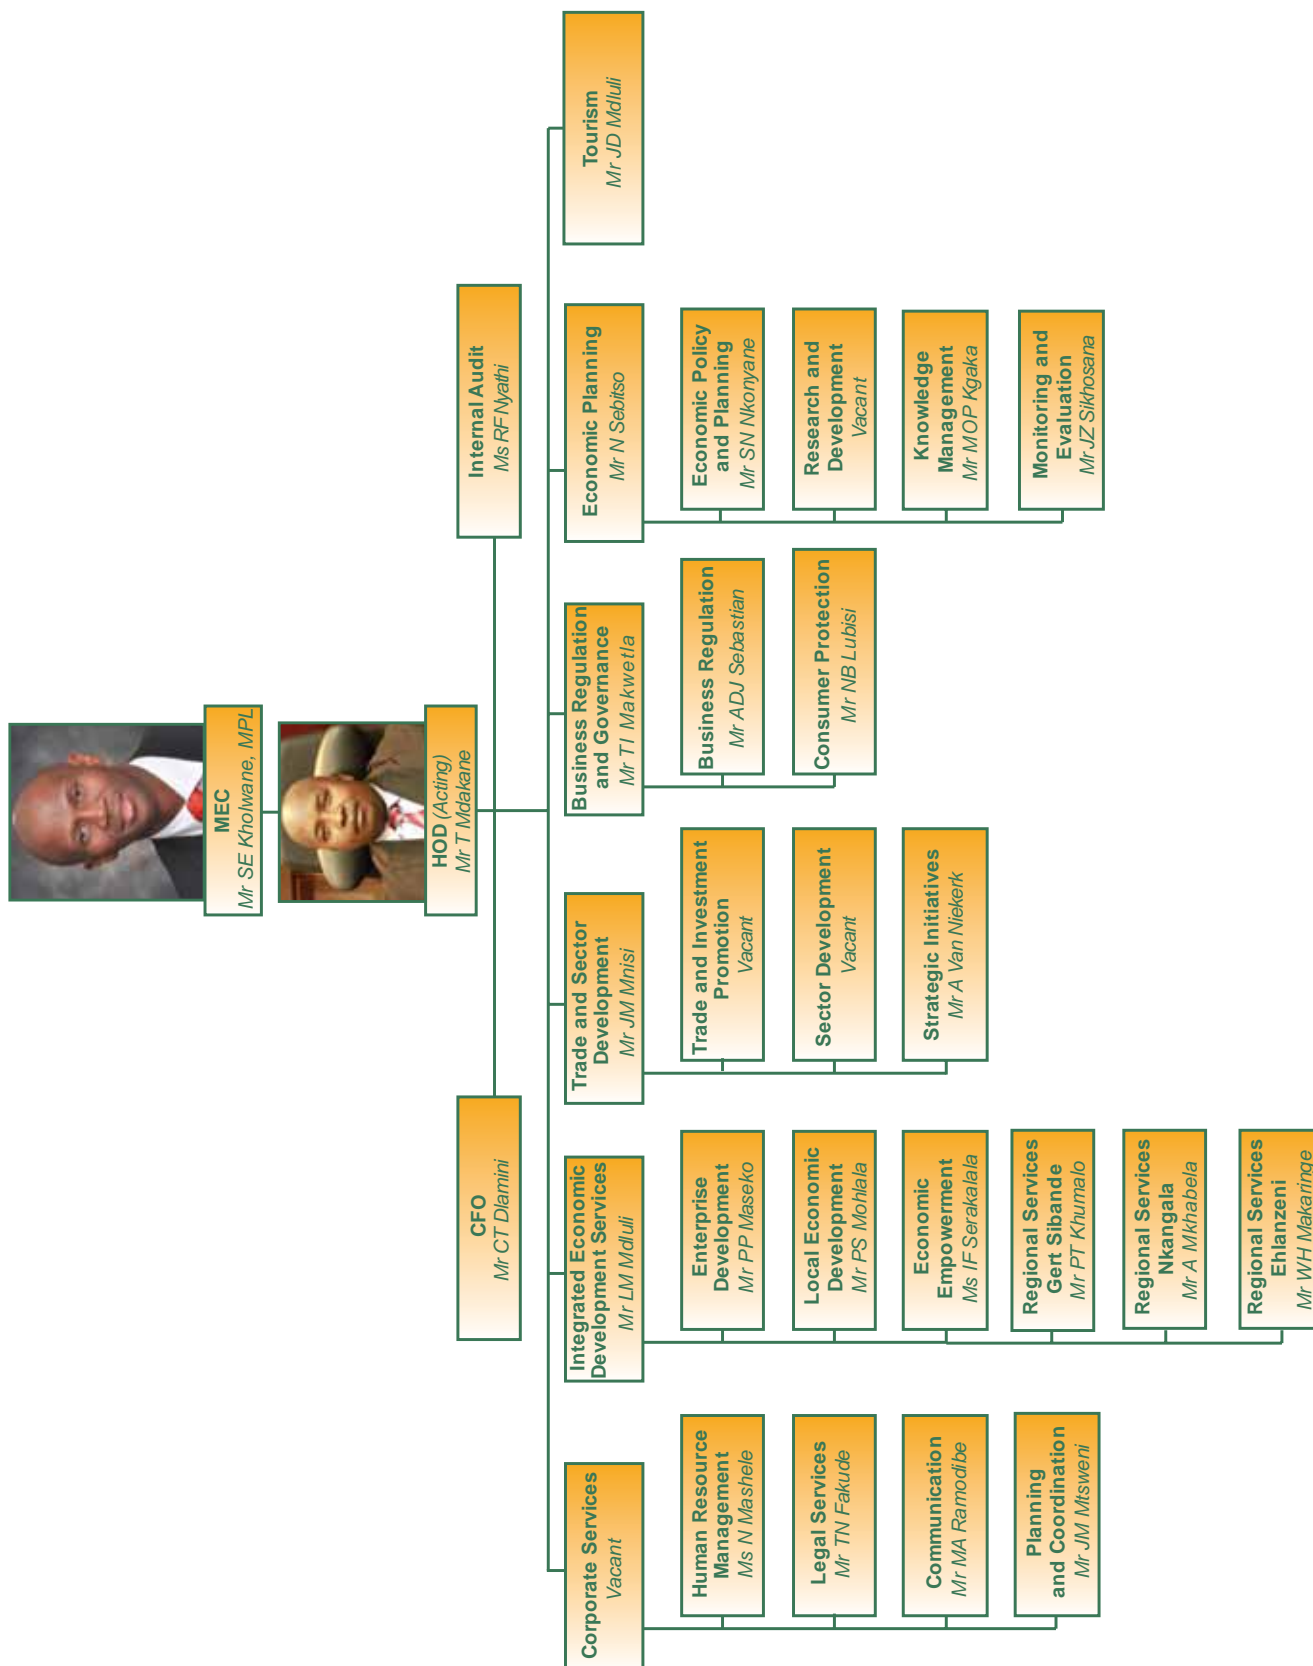 MEC
Mr SE Kholwane, MPL
HOD (Acting)
Mr T Mdakane
CFO
Mr CT Dlamini
Internal Audit
Ms RF Nyathi
Corporate Services
Vacant
Human Resource
Management
Ms N Mashele
Legal Services
Mr TN Fakude
Communication
Mr MA Ramodibe
Planning
and Coordination
Mr JM Mtsweni
Integrated Economic
Development Services
Mr LM Mdluli
Enterprise
Development
Mr PP Maseko
Local Economic
Development
Mr PS Mohlala
Economic
Empowerment
Ms IF Serakalala
Regional Services
Gert Sibande
Mr PT Khumalo
Regional Services
Nkangala
Mr A Mkhabela
Regional Services
Ehlanzeni
Mr WH Makaringe
Trade and Sector
Development
Mr JM Mnisi
Trade and Investment
Promotion
Vacant
Sector Development
Vacant
Strategic Initiatives
Mr A Van Niekerk
Business Regulation
and Governance
Mr TI Makwetla
Business Regulation
Mr ADJ Sebastian
Consumer Protection
Mr NB Lubisi
Economic Planning
Mr N Sebitso
Economic Policy
and Planning
Mr SN Nkonyane
Research and
Development
Vacant
Knowledge
Management
Mr MOP Kgaka
Monitoring and
Evaluation
Mr JZ Sikhosana
Tourism
Mr JD Mdluli